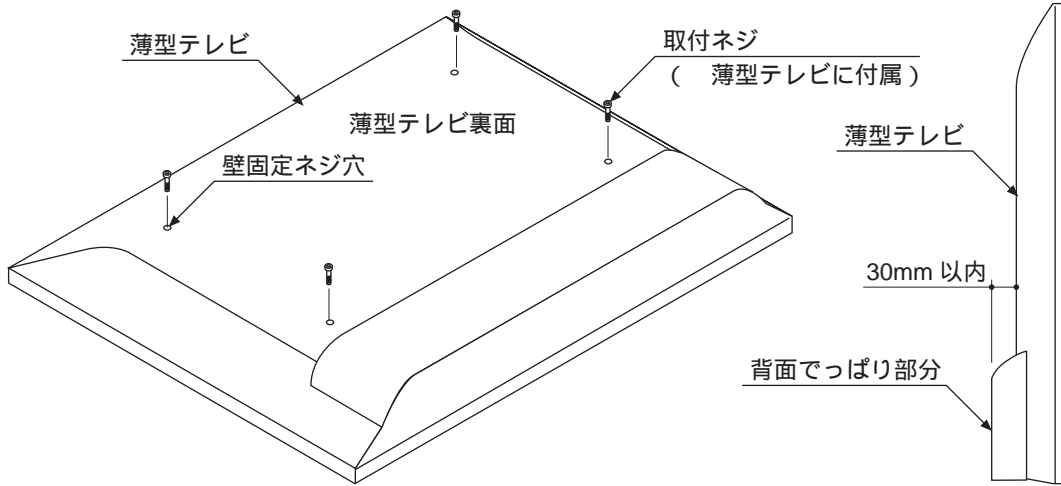 薄型テレビ
取付ネジ
(　薄型テレビに付属)
薄型テレビ裏面
壁固定ネジ穴
薄型テレビ
30mm 以内
背面でっぱり部分